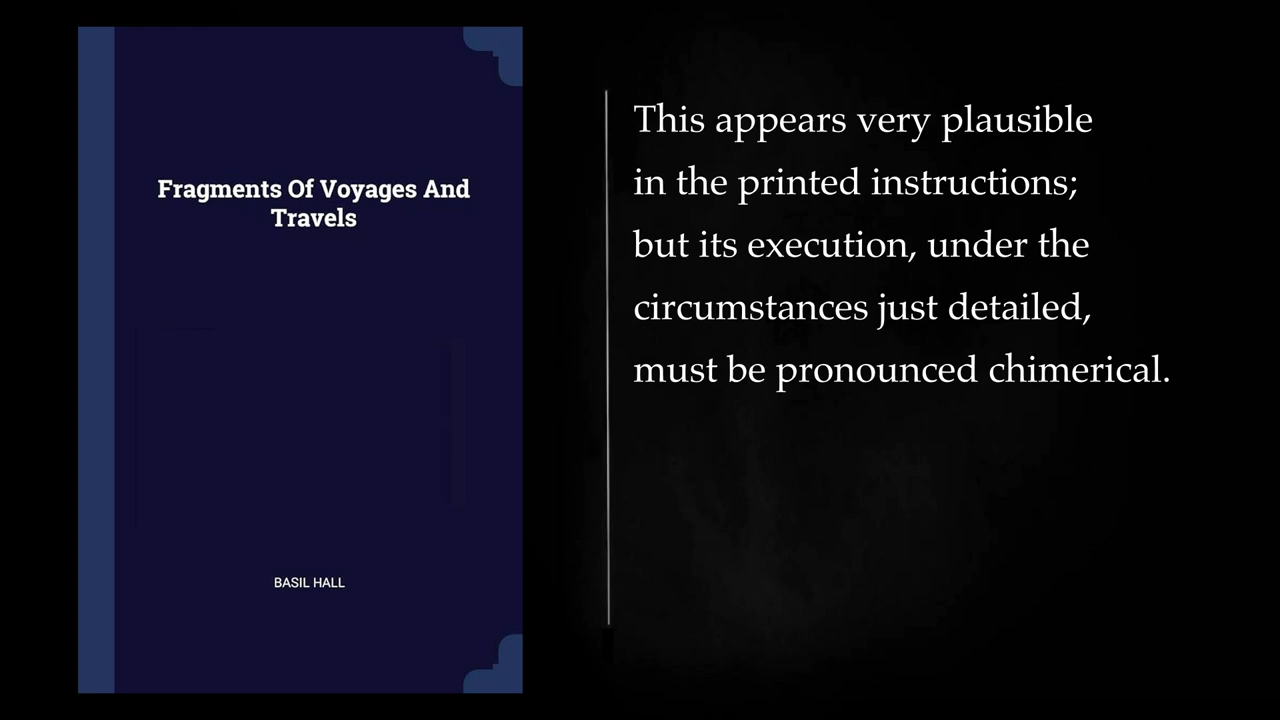 Fragments Of Voyages And
Travels
BASIL HALL
This appears very plausible
in the printed instructions;
but its execution, under the
circumstances just detailed,
must be pronounced chimerical.